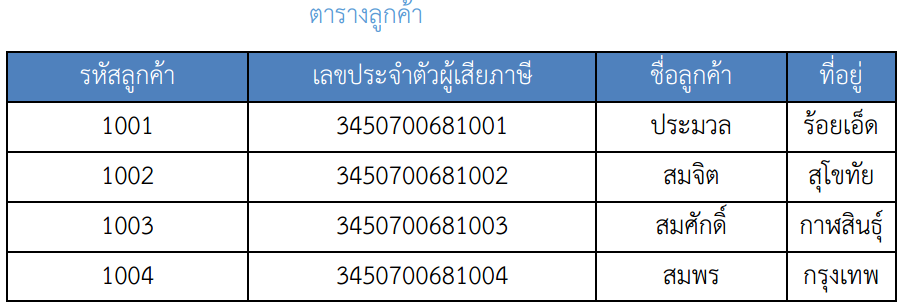 ตารางลูกค้า
รหัสลูกค้า เลขประจำตัวผู้เสียภาษี ชื่อลูกค้า ที่อยู่
1001 3450700681001 ประมวล ร้อยเอ็ด
1002 3450700681002 สมจิต สุโขทัย
1003 3450700681003 สมศักดิ์ กาฬสินธุ์
1004 3450700681004 สมพร กรุงเทพ